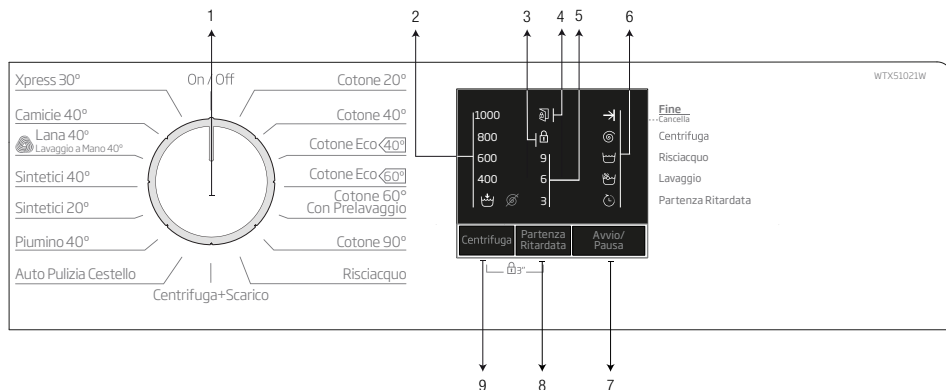 1
2
3
4
5
6
WTX51021W
Xpress 30°
On / Off
Cotone 20°
Camicie 40°
Cotone 40°
Lana 40°
Lavaggio a Mano 40°
Cotone Eco 40°
Sintetici 40°
Cotone Eco 60°
Sintetici 20°
Cotone 60°
Con Prelavaggio
Piumino 40°
Cotone 90°
Auto Pulizia Cestello
Risciacquo
Centrifuga+Scarico
1000
800
600
400
9
6
3
Fine
Cancella
Centrifuga
Risciacquo
Lavaggio
Partenza Ritardata
Centrifuga
Partenza
Ritardata
Avvio/
Pausa
3"
9
8
7